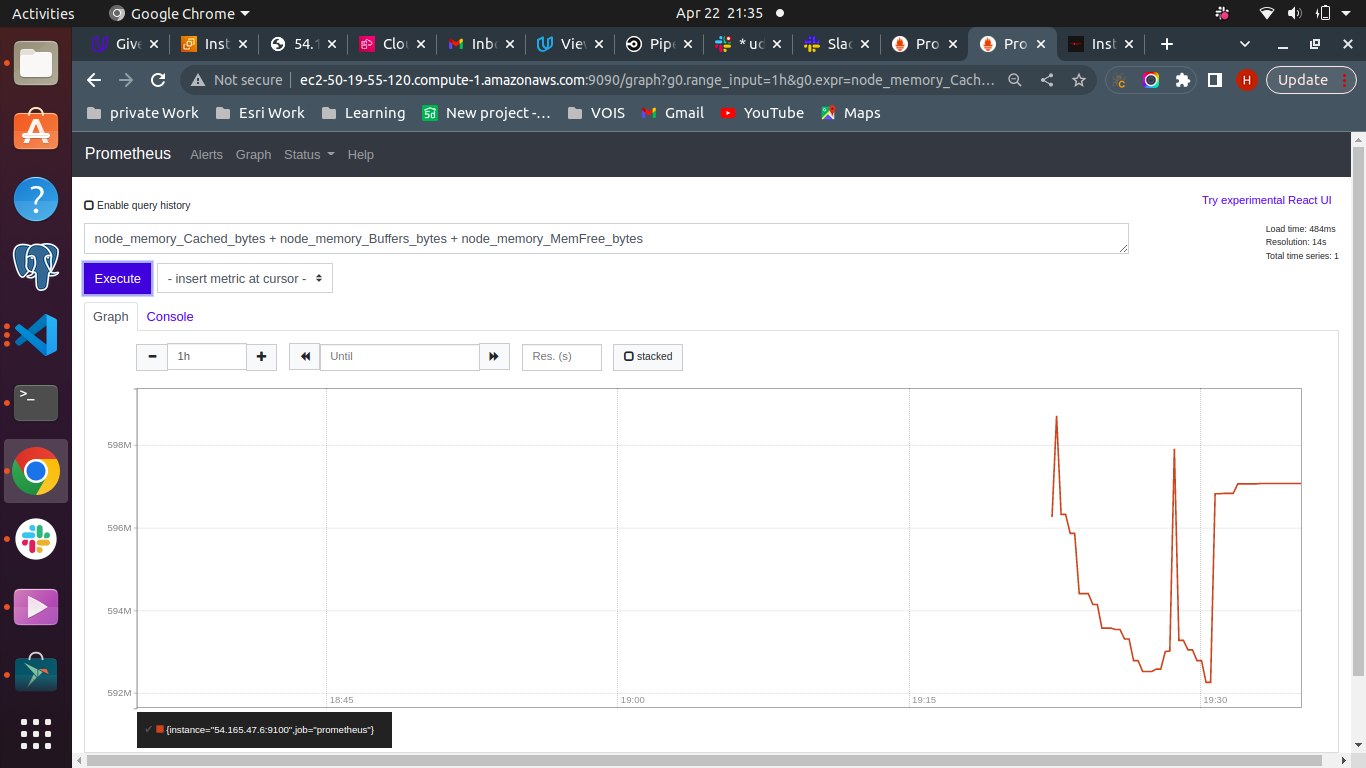 Activities
Google Chrome
Apr 22 21:35
Give
Inst
54.1
Clou
Inbo
View
Pipe
* ud
Slac
Pro
Pro
Inst
Not secure
ec2-50-19-55-120.compute-1.amazonaws.com:9090/graph?g0.range_input=1h&g0.expr=node_memory_Cach...
H
Update
private Work
Esri Work
Learning
New project -...
VOIS
Gmail
YouTube
Maps
Prometheus
Alerts
Graph
Status
Help
Enable query history
Try experimental React UI
node_memory_Cached_bytes + node_memory_Buffers_bytes + node_memory_MemFree_bytes
Load time: 484ms
Resolution: 14s
Total time series: 1
Execute
- insert metric at cursor -
Graph
Console
1h
Until
Res. (s)
stacked
598M
596M
594M
592M
18:45
19:00
19:15
19:30
{instance="54.165.47.6:9100",job="prometheus"}